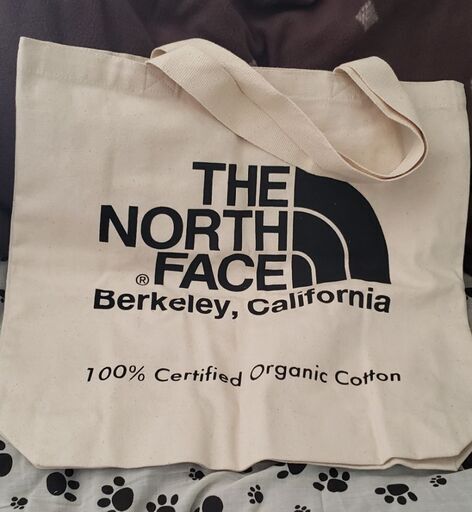 THE
NORTH
® FACE
Berkeley, California
100% Certified Organic Cotton